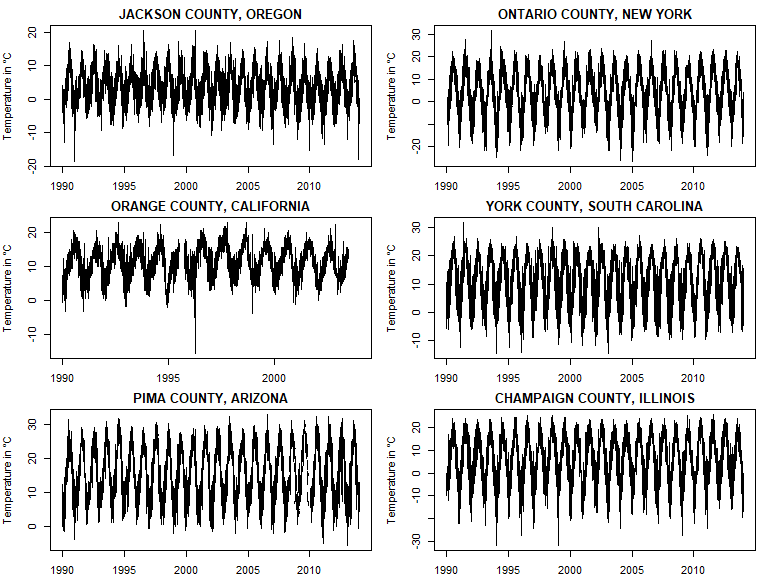 JACKSON COUNTY, OREGON
Temperature in °C
-20
-10
0
10
20
1990 1995 2000 2005 2010
ONTARIO COUNTY, NEW YORK
Temperature in °C
-20
0
10
20
30
1990 1995 2000 2005 2010
ORANGE COUNTY, CALIFORNIA
Temperature in °C
-10
0
10
20
1990 1995 2000
YORK COUNTY, SOUTH CAROLINA
Temperature in °C
-10
0
10
20
30
1990 1995 2000 2005 2010
PIMA COUNTY, ARIZONA
Temperature in °C
0
10
20
30
1990 1995 2000 2005 2010
CHAMPAIGN COUNTY, ILLINOIS
Temperature in °C
-30
-10
0
10
20
1990 1995 2000 2005 2010